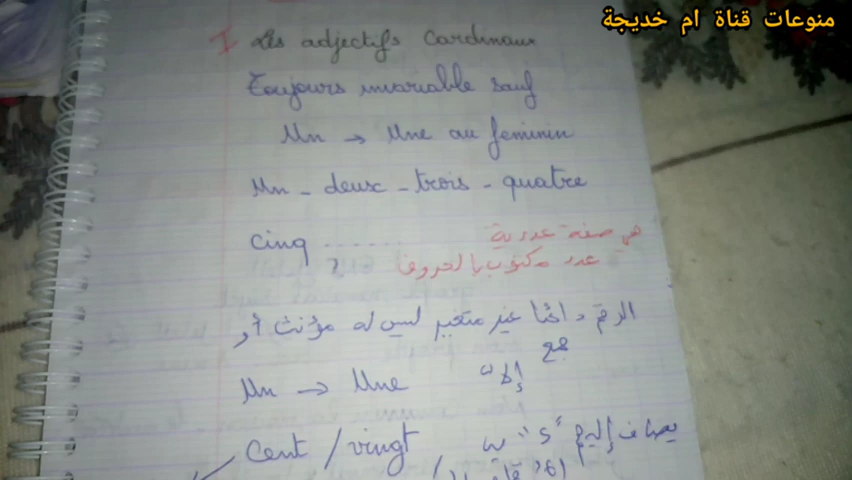 منوعات قناة ام خديجة
I Les adjectifs Cardinaux
Toujours invariable sauf
Un → Une au feminin
Un - deux - trois - quatre
cinq ....... هي صفة عددية
عدد مكتوب بالحروف
الرقم دائما غير متغير ليس له مؤنث أو
جمع
Un → Une إلا
Cent / vingt يضاف إليهم "s"